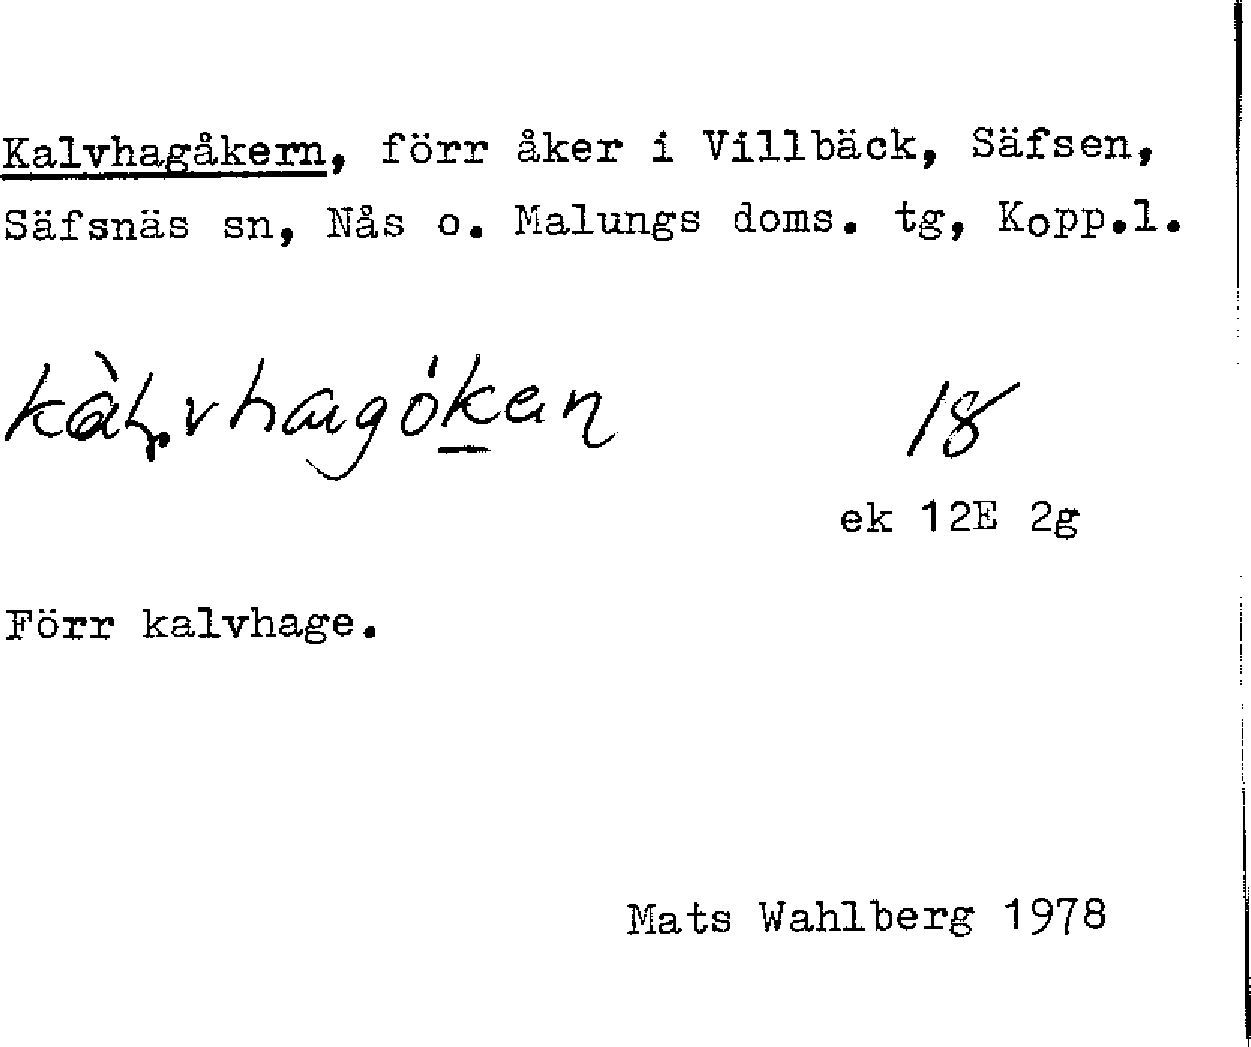 Kalvhagåkern, förr åker i Villbäck, Säfsen,
Säfsnäs sn, Nås o. Malungs doms. tg, Kopp.l.
18
ek 12E 2g
Förr kalvhage.
Mats Wahlberg 1978